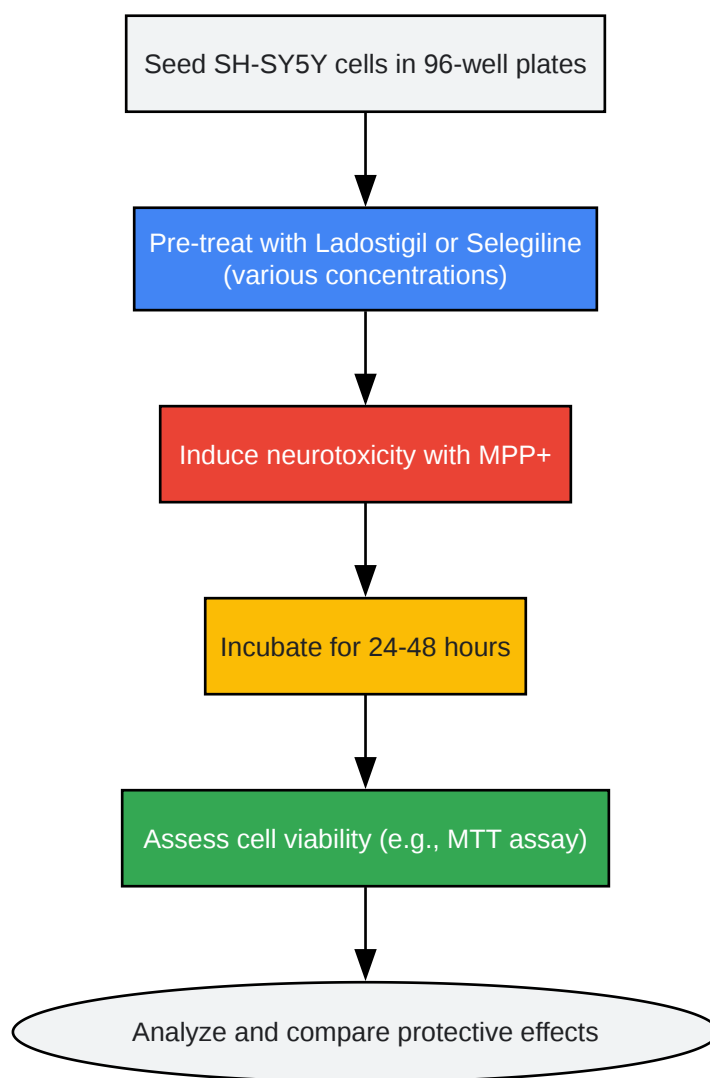 Seed SH-SY5Y cells in 96-well plates
Pre-treat with Ladostigil or Selegiline
(various concentrations)
Induce neurotoxicity with MPP+
Incubate for 24-48 hours
Assess cell viability (e.g., MTT assay)
Analyze and compare protective effects